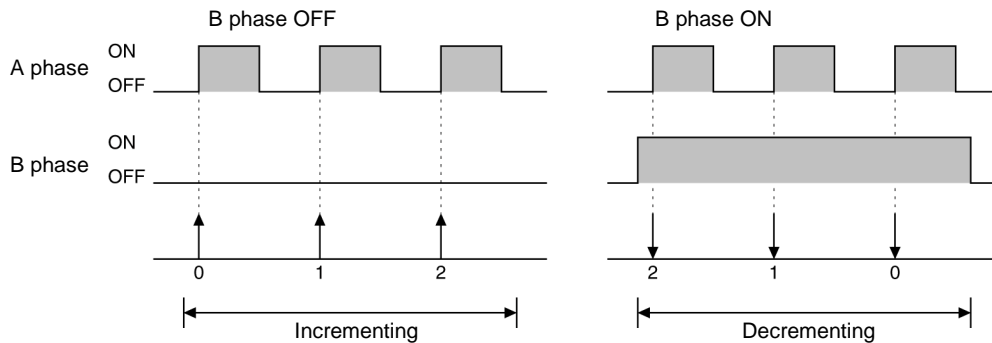 B phase OFF
B phase ON
A phase
ON
OFF
B phase
ON
OFF
0 1 2
2 1 0
Incrementing
Decrementing